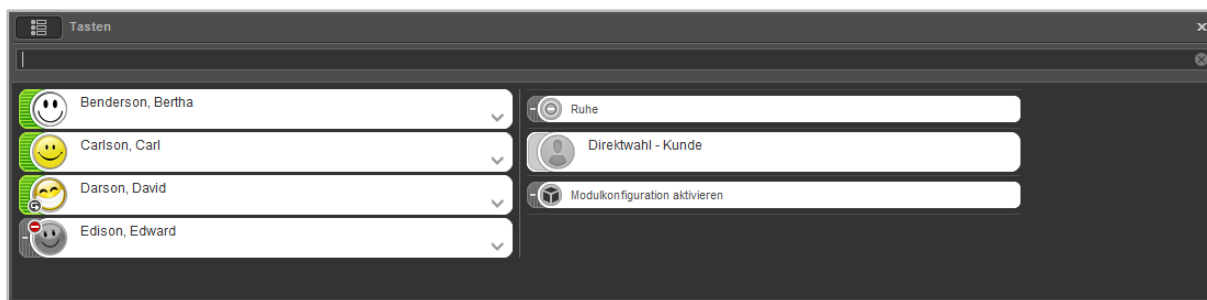 Tasten
Benderson, Bertha
Carlson, Carl
Darson, David
Edison, Edward
Ruhe
Direktwahl - Kunde
Modulkonfiguration aktivieren